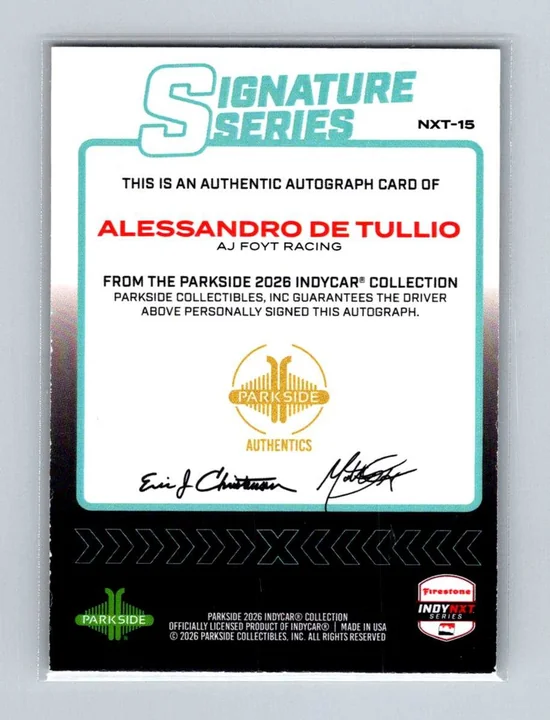 SIGNATURE
SERIES
NXT-15
THIS IS AN AUTHENTIC AUTOGRAPH CARD OF
ALESSANDRO DE TULLIO
AJ FOYT RACING
FROM THE PARKSIDE 2026 INDYCAR® COLLECTION
PARKSIDE COLLECTIBLES, INC GUARANTEES THE DRIVER
ABOVE PERSONALLY SIGNED THIS AUTOGRAPH.
PARKSIDE
AUTHENTICS
Eric J. Christensen
PARKSIDE
PARKSIDE 2026 INDYCAR® COLLECTION
OFFICIALLY LICENSED PRODUCT OF INDYCAR® | MADE IN USA
© 2026 PARKSIDE COLLECTIBLES, INC. ALL RIGHTS RESERVED
Firestone
INDY NXT
SERIES